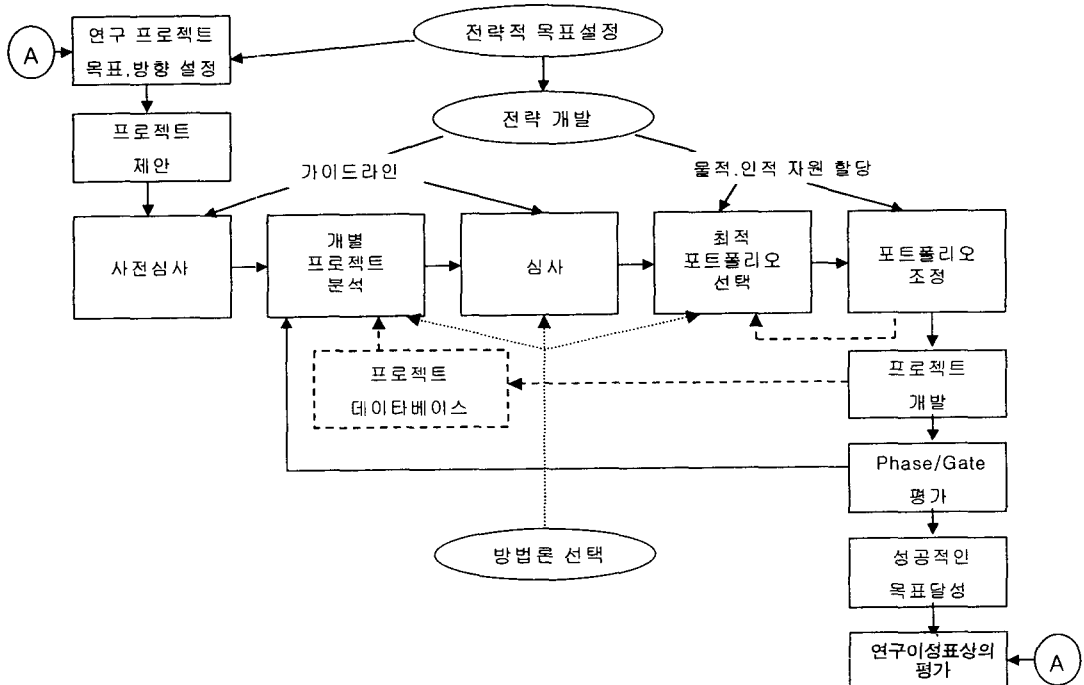 전략적 목표설정
A
연구 프로젝트
목표,방향 설정
전략 개발
프로젝트
제안
가이드라인
물적.인적 자원 할당
사전심사
개별
프로젝트
분석
심사
최적
포트폴리오
선택
포트폴리오
조정
프로젝트
데이타베이스
프로젝트
개발
Phase/Gate
평가
방법론 선택
성공적인
목표달성
연구이정표상의
평가
A